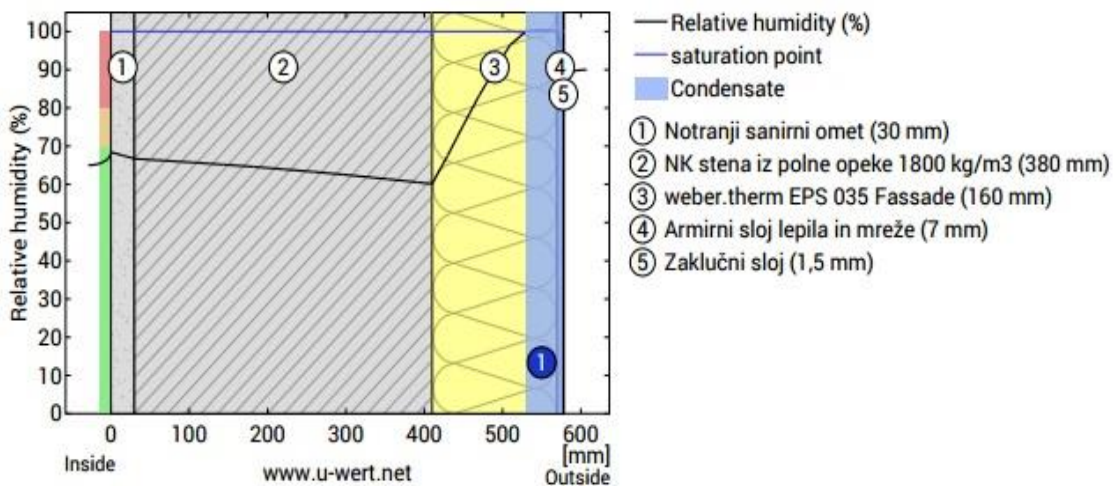 100
90
80
70
60
50
40
30
20
10
0
Relative humidity (%)
1
2
3
4
5
1
0
100
200
300
400
500
600
[mm]
Inside
www.u-wert.net
Outside
Relative humidity (%)
saturation point
Condensate
1 Notranji sanirni omet (30 mm)
2 NK stena iz polne opeke 1800 kg/m3 (380 mm)
3 weber.therm EPS 035 Fassade (160 mm)
4 Armirni sloj lepila in mreže (7 mm)
5 Zaključni sloj (1,5 mm)